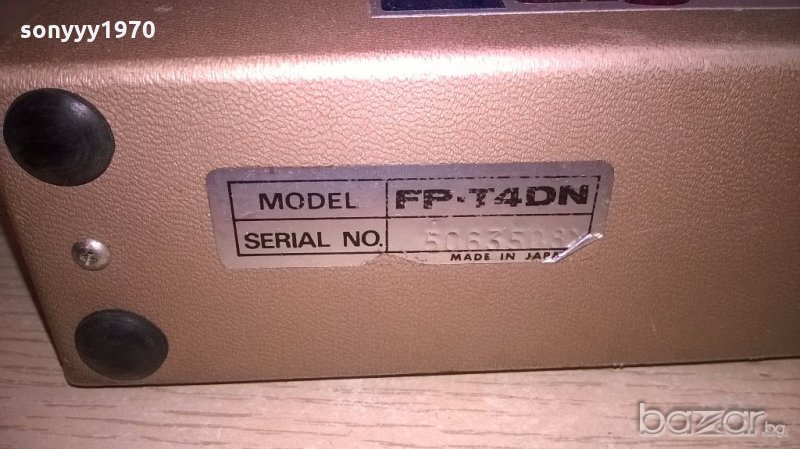 sonyyy1970
MODEL FP-T4DN
SERIAL NO.
MADE IN JAPA
bazar.bg